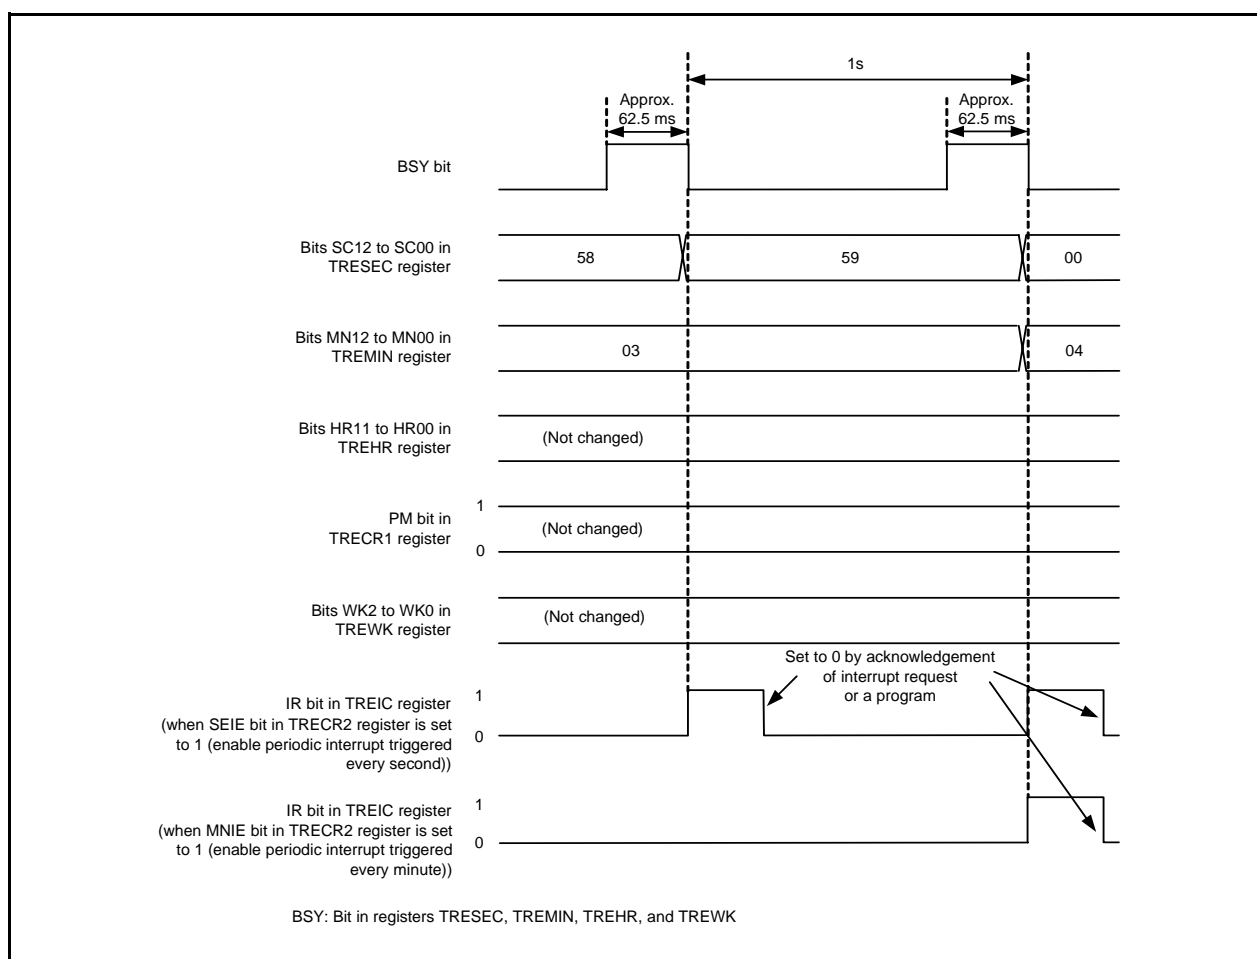 1s
Approx.
62.5 ms
Approx.
62.5 ms
BSY bit
Bits SC12 to SC00 in
TRESEC register
58
59
00
Bits MN12 to MN00 in
TREMIN register
03
04
Bits HR11 to HR00 in
TREHR register
(Not changed)
PM bit in
TRECR1 register
1
0
(Not changed)
Bits WK2 to WK0 in
TREWK register
(Not changed)
Set to 0 by acknowledgement
of interrupt request
or a program
IR bit in TREIC register
(when SEIE bit in TRECR2 register is set
to 1 (enable periodic interrupt triggered
every second))
1
0
IR bit in TREIC register
(when MNIE bit in TRECR2 register is set
to 1 (enable periodic interrupt triggered
every minute))
1
0
BSY: Bit in registers TRESEC, TREMIN, TREHR, and TREWK